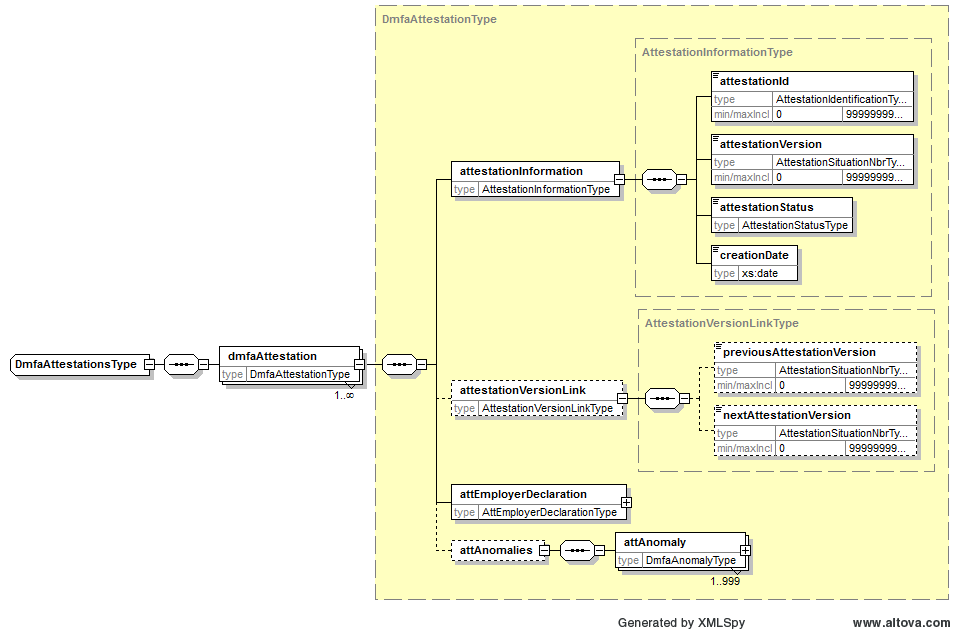 DmfaAttestationType
AttestationInformationType
attestationId
type AttestationIdentificationTy...
min/maxIncl 0 99999999...
attestationVersion
type AttestationSituationNbrTy...
min/maxIncl 0 99999999...
attestationInformation
type AttestationInformationType
attestationStatus
type AttestationStatusType
creationDate
type xs:date
AttestationVersionLinkType
DmfaAttestationsType
dmfaAttestation
type DmfaAttestationType
1..∞
previousAttestationVersion
type AttestationSituationNbrTy...
min/maxIncl 0 99999999...
attestationVersionLink
type AttestationVersionLinkType
nextAttestationVersion
type AttestationSituationNbrTy...
min/maxIncl 0 99999999...
attEmployerDeclaration
type AttEmployerDeclarationType
attAnomalies
attAnomaly
type DmfaAnomalyType
1..999
Generated by XMLSpy www.altova.com